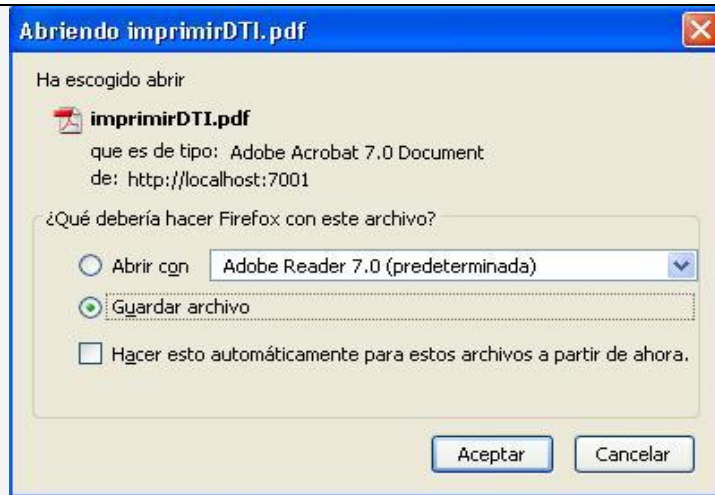 Abriendo imprimirDTI.pdf
Ha escogido abrir
imprimirDTI.pdf
que es de tipo: Adobe Acrobat 7.0 Document
de: http://localhost:7001
¿Qué debería hacer Firefox con este archivo?
Abrir con Adobe Reader 7.0 (predeterminada)
Guardar archivo
Hacer esto automáticamente para estos archivos a partir de ahora.
Aceptar Cancelar